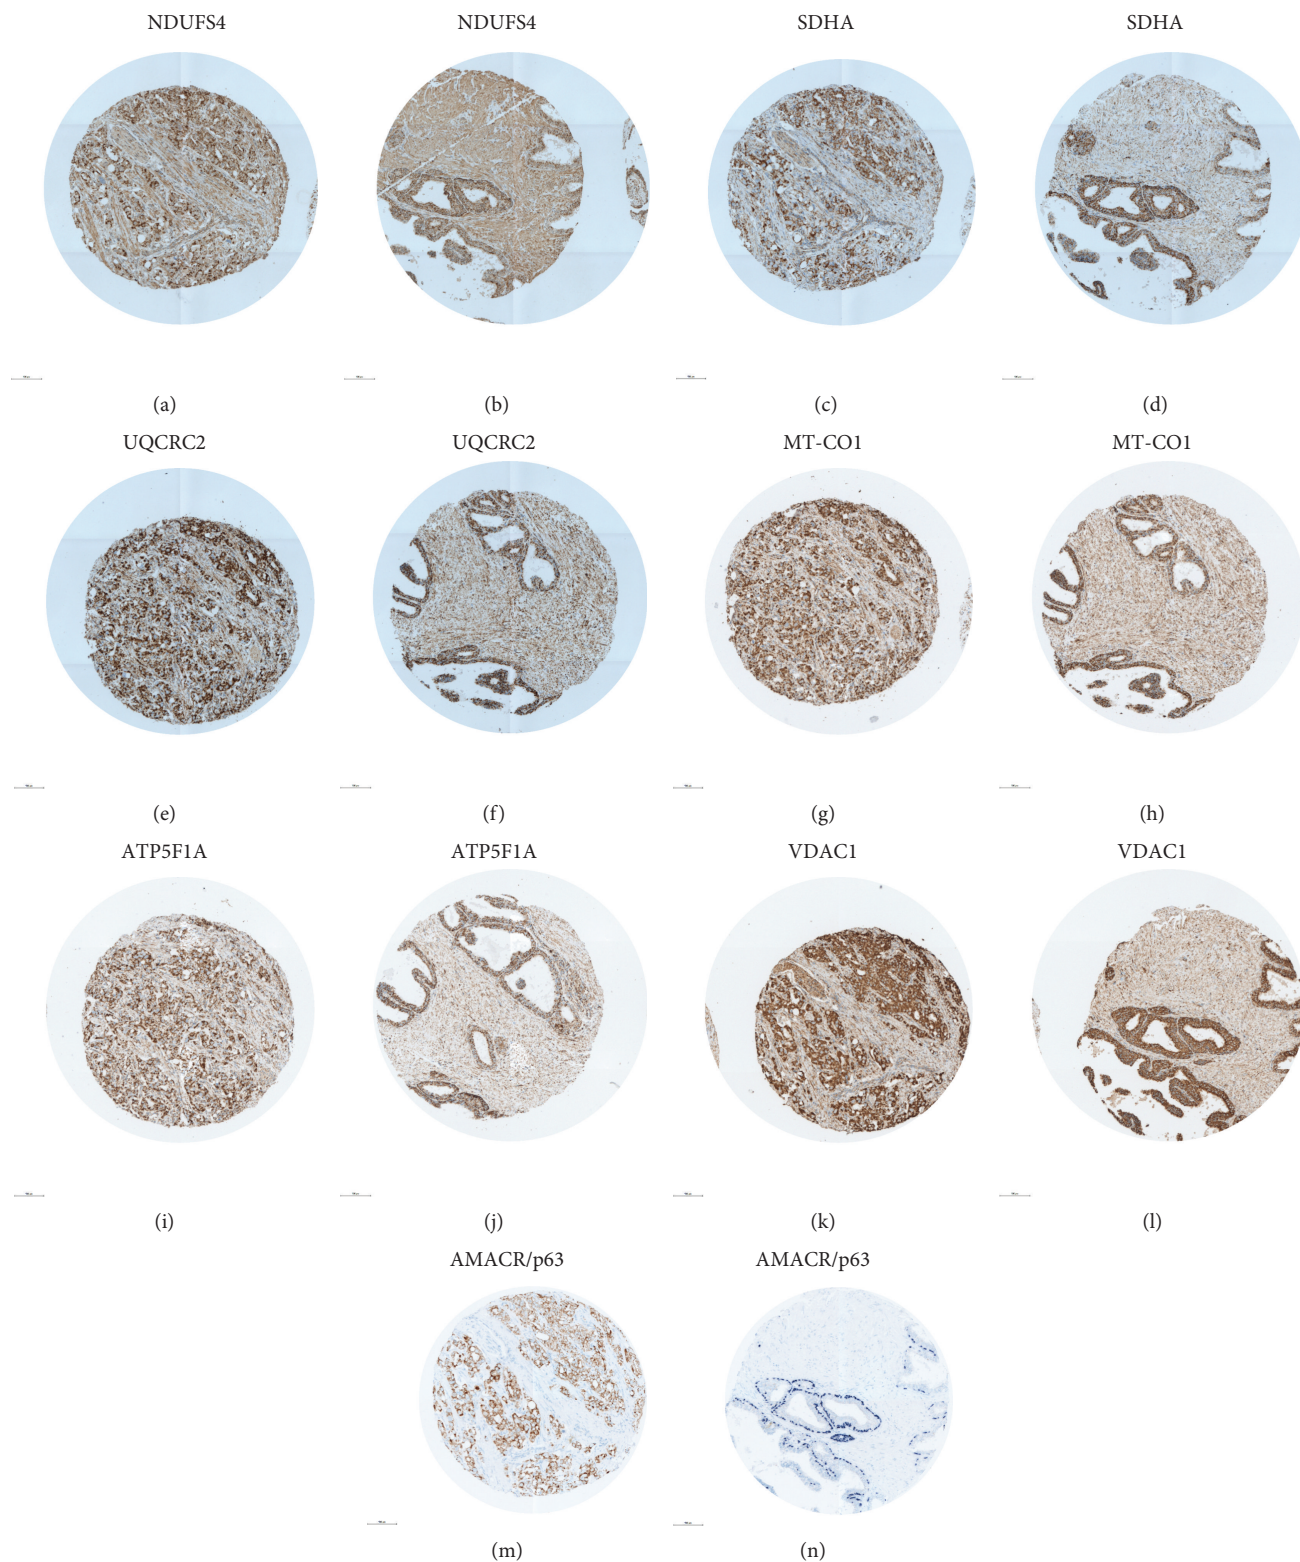 NDUFS4 NDUFS4 SDHA SDHA
(a) (b) (c) (d)
UQCRC2 UQCRC2 MT-CO1 MT-CO1
(e) (f) (g) (h)
ATP5F1A ATP5F1A VDAC1 VDAC1
(i) (j) (k) (l)
AMACR/p63 AMACR/p63
(m) (n)